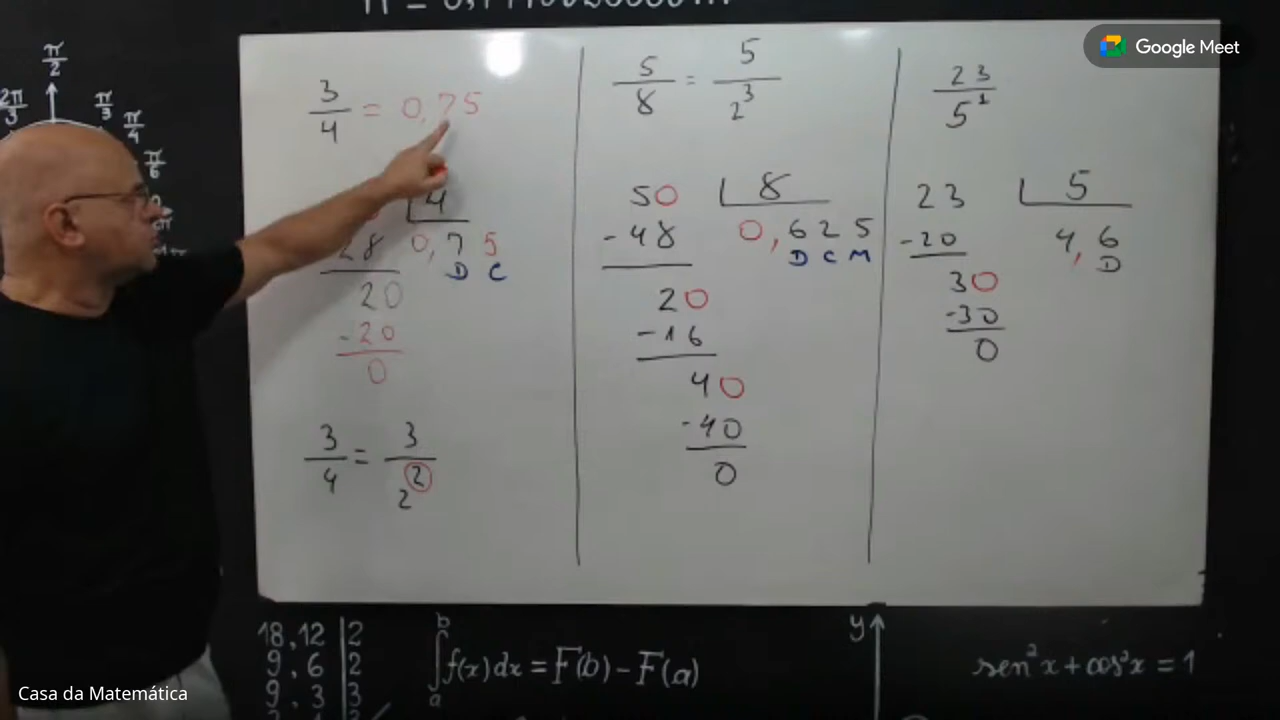 Google Meet
π/2
2π/3
π/3
π/4
π/6
3/4 = 0,75
4
28
0,75
D C
20
-20
0
3/4 = 3/2²
5/8 = 5/2³
50 8
-48 0,625
D C M
20
-16
40
-40
0
23/5¹
23 5
-20 4,6
D
30
-30
0
18.12 | 2
9.6 | 2
9.3 | 3
∫ₐᵇ f(x)dx = F(b) - F(a)
y
sen²x + cos²x = 1
Casa da Matemática